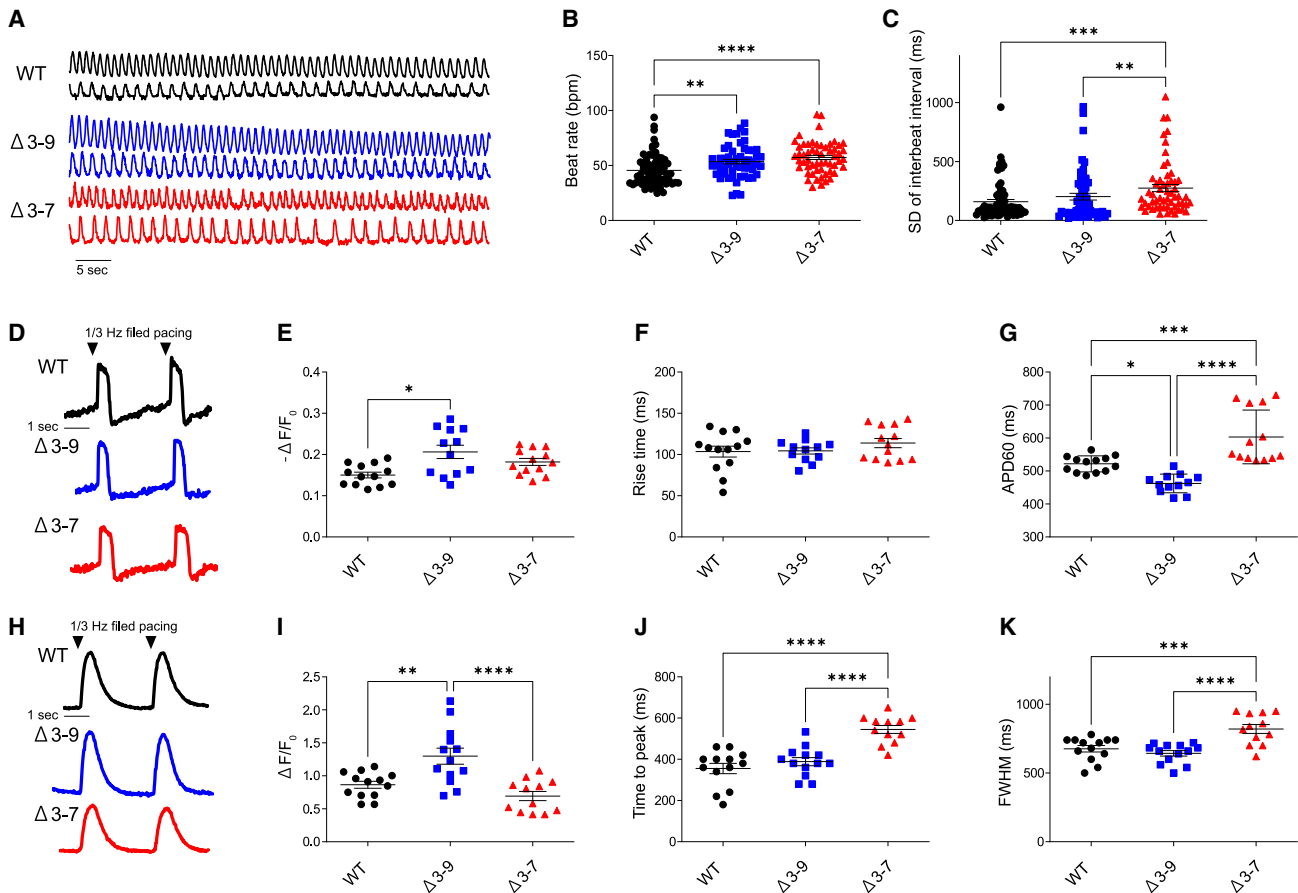 A
WT
Δ 3-9
Δ 3-7
5 sec
B
Beat rate (bpm)
150
100
50
0
**
****
WT
Δ 3-9
Δ 3-7
C
SD of interbeat interval (ms)
1000
500
0
***
**
WT
Δ 3-9
Δ 3-7
D
1/3 Hz filed pacing
WT
1 sec
Δ 3-9
Δ 3-7
E
- Δ F/F0
0.4
0.3
0.2
0.1
0.0
*
WT
Δ 3-9
Δ 3-7
F
Rise time (ms)
200
150
100
50
0
WT
Δ 3-9
Δ 3-7
G
APD60 (ms)
800
700
600
500
400
300
***
*
****
WT
Δ 3-9
Δ 3-7
H
1/3 Hz filed pacing
WT
1 sec
Δ 3-9
Δ 3-7
I
Δ F/F0
2.5
2.0
1.5
1.0
0.5
0.0
**
****
WT
Δ 3-9
Δ 3-7
J
Time to peak (ms)
800
600
400
200
0
****
****
WT
Δ 3-9
Δ 3-7
K
FWHM (ms)
1000
500
0
***
****
WT
Δ 3-9
Δ 3-7